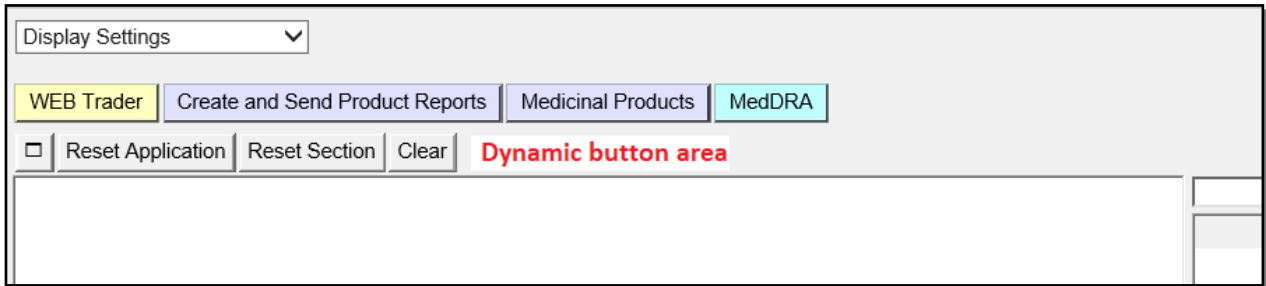 Display Settings
WEB Trader Create and Send Product Reports Medicinal Products MedDRA
Reset Application Reset Section Clear Dynamic button area